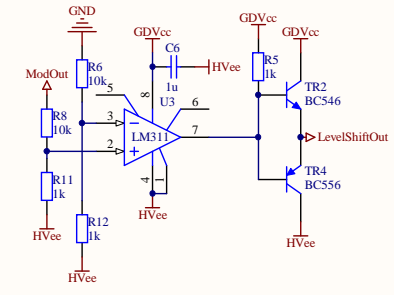 GND
GDVcc
GDVcc
GDVcc
C6
HVee
1u
R6
10k
R5
1k
ModOut
5
8
U3
6
TR2
BC546
R8
10k
3
LM311
7
LevelShiftOut
2
R11
1k
4
1
TR4
BC556
HVee
R12
1k
HVee
HVee
HVee